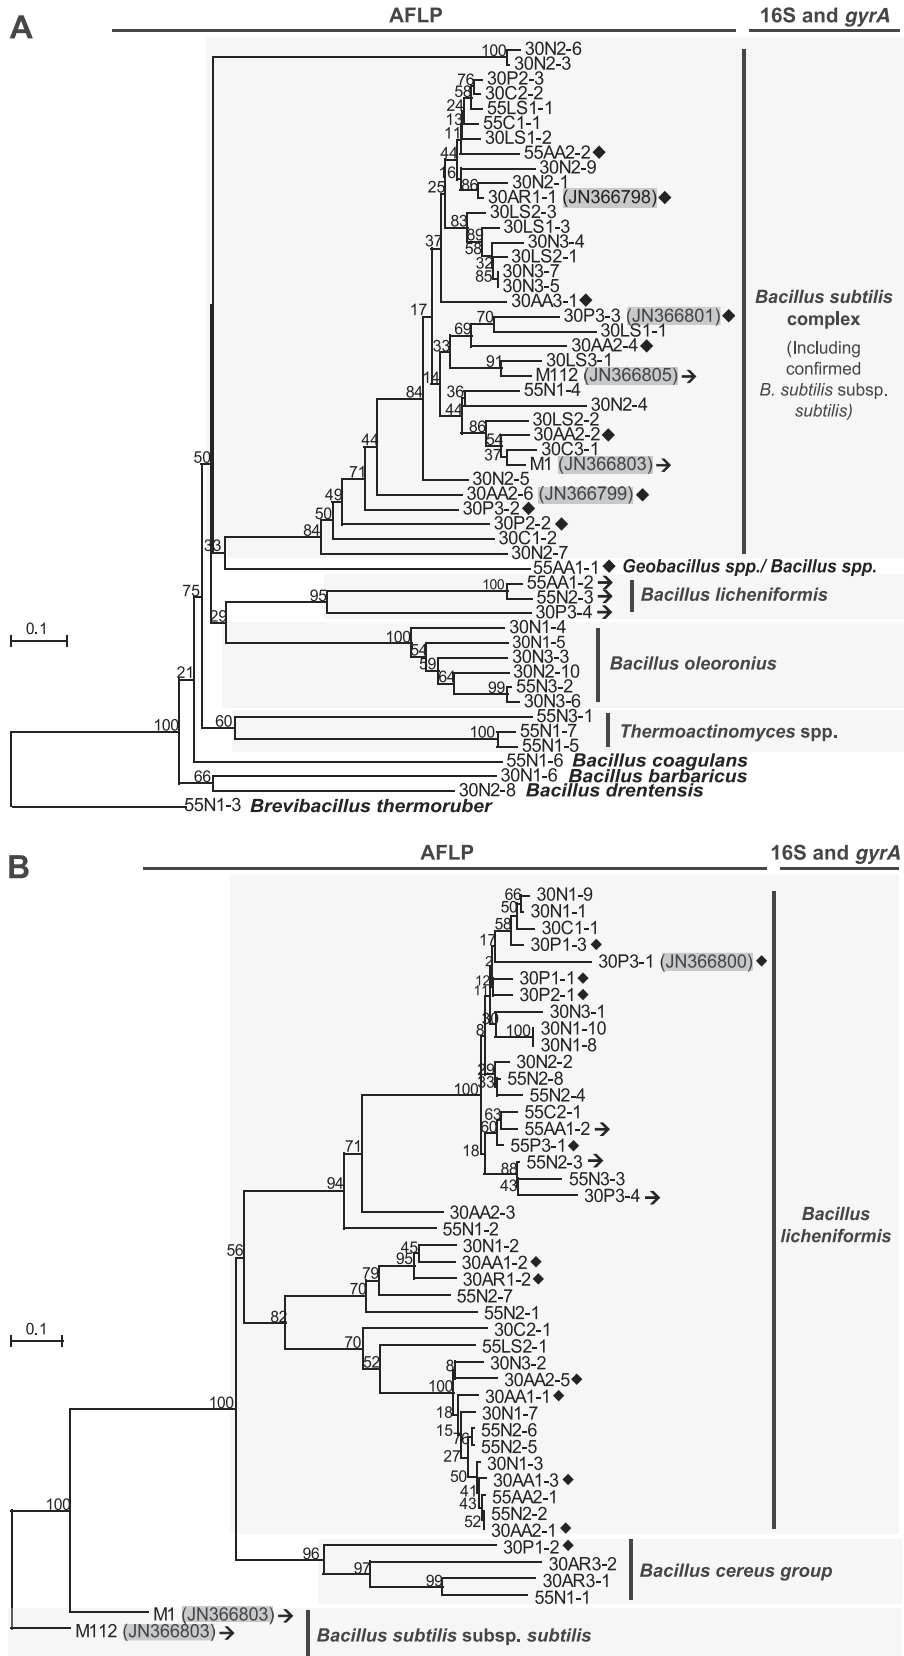 A
AFLP
16S and gyrA
100
30N2-6
30N2-3
76
30P2-3
58
30C2-2
24
55LS1-1
13
55C1-1
11
30LS1-2
44
55AA2-2 ◆
16
30N2-9
86
30N2-1
25
30AR1-1 (JN366798) ◆
83
30LS2-3
89
30LS1-3
58
30N3-4
37
32
30LS2-1
85
30N3-7
30N3-5
30AA3-1 ◆
17
70
30P3-3 (JN366801) ◆
69
30LS1-1
33
30AA2-4 ◆
91
30LS3-1
14
M112 (JN366805) →
84
36
55N1-4
44
30N2-4
86
30LS2-2
54
30AA2-2 ◆
44
37
30C3-1
M1 (JN366803) →
50
71
30N2-5
49
30AA2-6 (JN366799) ◆
50
30P3-2 ◆
84
30P2-2 ◆
30C1-2
33
30N2-7
Bacillus subtilis
complex
(Including
confirmed
B. subtilis subsp.
subtilis)
55AA1-1 ◆ Geobacillus spp./ Bacillus spp.
75
95
100
55AA1-2 →
55N2-3 →
30P3-4 →
Bacillus licheniformis
29
0.1
100
30N1-4
54
30N1-5
59
30N3-3
64
30N2-10
21
99
55N3-2
30N3-6
Bacillus oleoronius
60
55N3-1
100
100
55N1-7
55N1-5
Thermoactinomyces spp.
55N1-6 Bacillus coagulans
66
30N1-6 Bacillus barbaricus
30N2-8 Bacillus drentensis
55N1-3 Brevibacillus thermoruber
B
AFLP
16S and gyrA
66
30N1-9
50
30N1-1
58
30C1-1
17
30P1-3 ◆
2
30P3-1 (JN366800) ◆
12
30P1-1 ◆
11
30P2-1 ◆
30
30N3-1
8
100
30N1-10
30N1-8
29
30N2-2
33
55N2-8
100
55N2-4
63
55C2-1
60
55AA1-2 →
18
55P3-1 ◆
71
88
55N2-3 →
43
55N3-3
94
30P3-4 →
30AA2-3
55N1-2
56
45
30N1-2
95
30AA1-2 ◆
79
30AR1-2 ◆
70
55N2-7
55N2-1
82
70
30C2-1
0.1
52
55LS2-1
8
30N3-2
100
30AA2-5 ◆
100
30AA1-1 ◆
18
30N1-7
15
76
55N2-6
27
55N2-5
50
30N1-3
41
30AA1-3 ◆
43
55AA2-1
100
52
55N2-2
30AA2-1 ◆
Bacillus
licheniformis
96
30P1-2 ◆
97
30AR3-2
99
30AR3-1
55N1-1
Bacillus cereus group
M1 (JN366803) →
M112 (JN366803) →
Bacillus subtilis subsp. subtilis